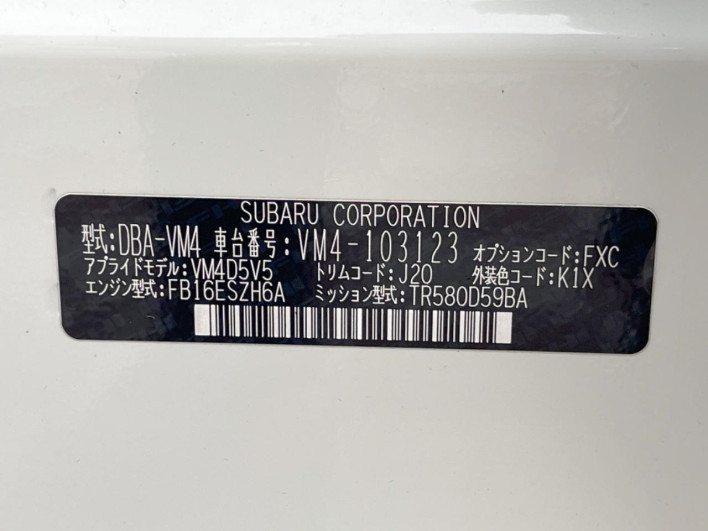 SUBARU CORPORATION
型式:DBA-VM4 車台番号:VM4-103123 オプションコード:FXC
アプライドモデル:VM4D5V5 トリムコード:J20 外装色コード:K1X
エンジン型式:FB16ESZH6A ミッション型式:TR580D59BA